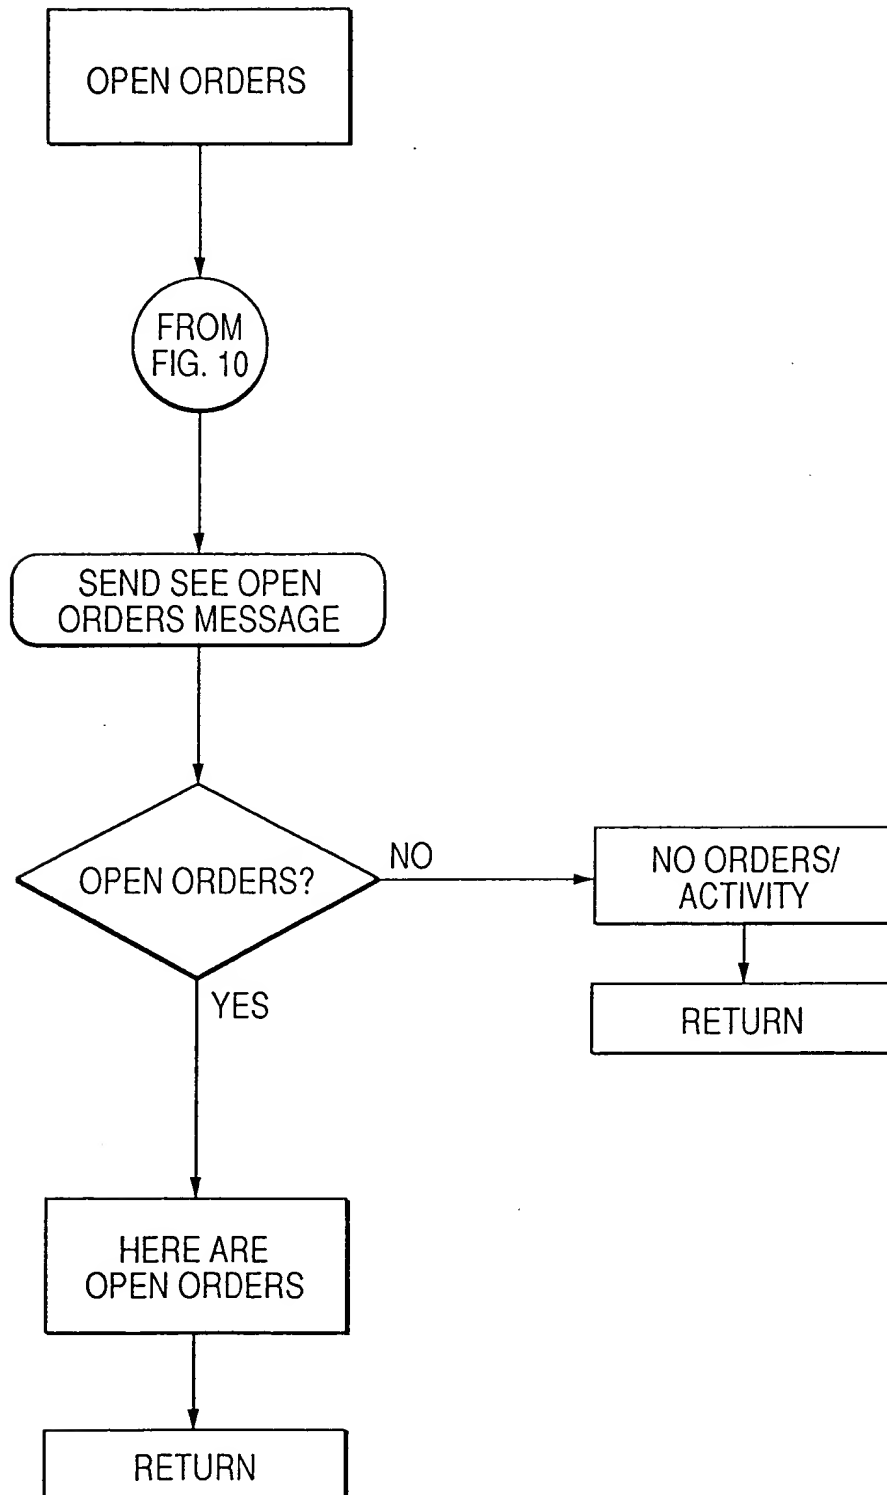 OPEN ORDERS
FROM
FIG. 10
SEND SEE OPEN
ORDERS MESSAGE
OPEN ORDERS?
NO
NO ORDERS/
ACTIVITY
YES
RETURN
HERE ARE
OPEN ORDERS
RETURN